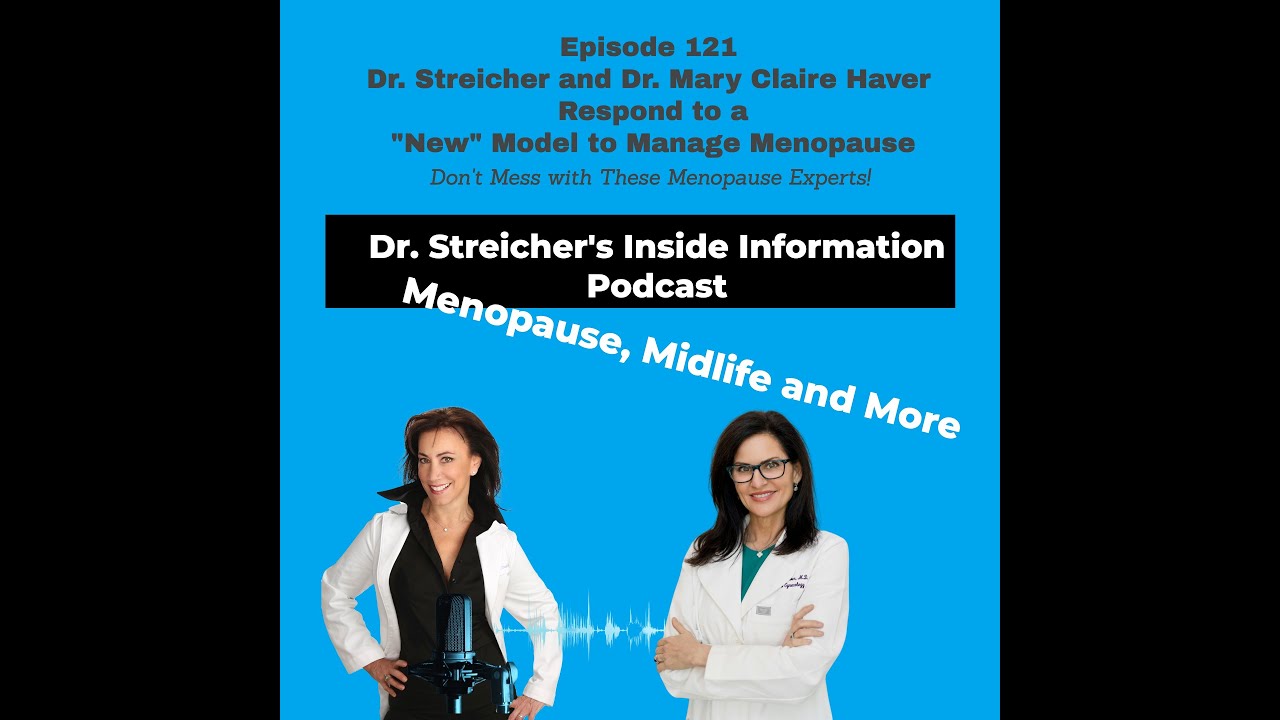 Episode 121
Dr. Streicher and Dr. Mary Claire Haver
Respond to a
"New" Model to Manage Menopause
Don't Mess with These Menopause Experts!
Dr. Streicher's Inside Information
Podcast
Menopause, Midlife and More
M.D.
Gynecology